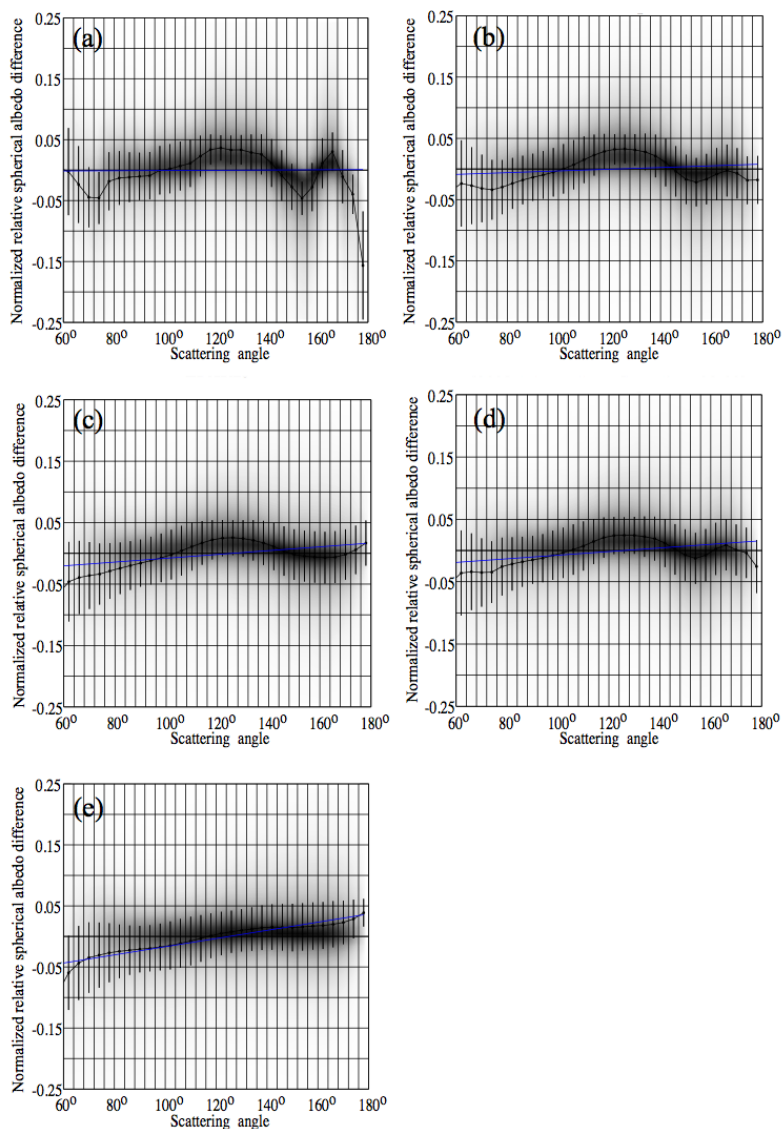 (a)
Normalized relative spherical albedo difference
0.25
0.15
0.05
-0.05
-0.15
-0.25
60⁰ 80⁰ 100⁰ 120⁰ 140⁰ 160⁰ 180⁰
Scattering angle
(b)
Normalized relative spherical albedo difference
0.25
0.15
0.05
-0.05
-0.15
-0.25
60⁰ 80⁰ 100⁰ 120⁰ 140⁰ 160⁰ 180⁰
Scattering angle
(c)
Normalized relative spherical albedo difference
0.25
0.15
0.05
-0.05
-0.15
-0.25
60⁰ 80⁰ 100⁰ 120⁰ 140⁰ 160⁰ 180⁰
Scattering angle
(d)
Normalized relative spherical albedo difference
0.25
0.15
0.05
-0.05
-0.15
-0.25
60⁰ 80⁰ 100⁰ 120⁰ 140⁰ 160⁰ 180⁰
Scattering angle
(e)
Normalized relative spherical albedo difference
0.25
0.15
0.05
-0.05
-0.15
-0.25
60⁰ 80⁰ 100⁰ 120⁰ 140⁰ 160⁰ 180⁰
Scattering angle